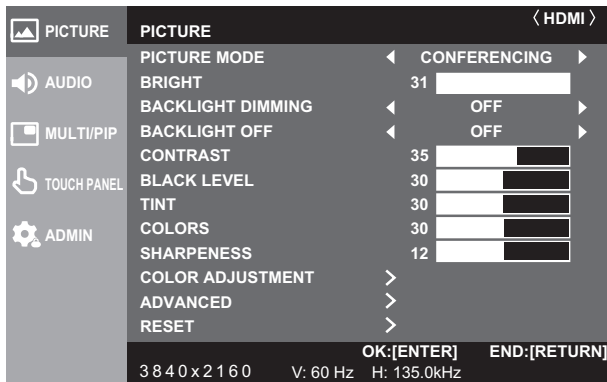 〈 HDMI 〉
PICTURE
AUDIO
MULTI/PIP
TOUCH PANEL
ADMIN
PICTURE
PICTURE MODE CONFERENCING
BRIGHT 31
BACKLIGHT DIMMING OFF
BACKLIGHT OFF OFF
CONTRAST 35
BLACK LEVEL 30
TINT 30
COLORS 30
SHARPENESS 12
COLOR ADJUSTMENT
ADVANCED
RESET
OK:[ENTER] END:[RETURN]
3840x2160 V: 60 Hz H: 135.0kHz